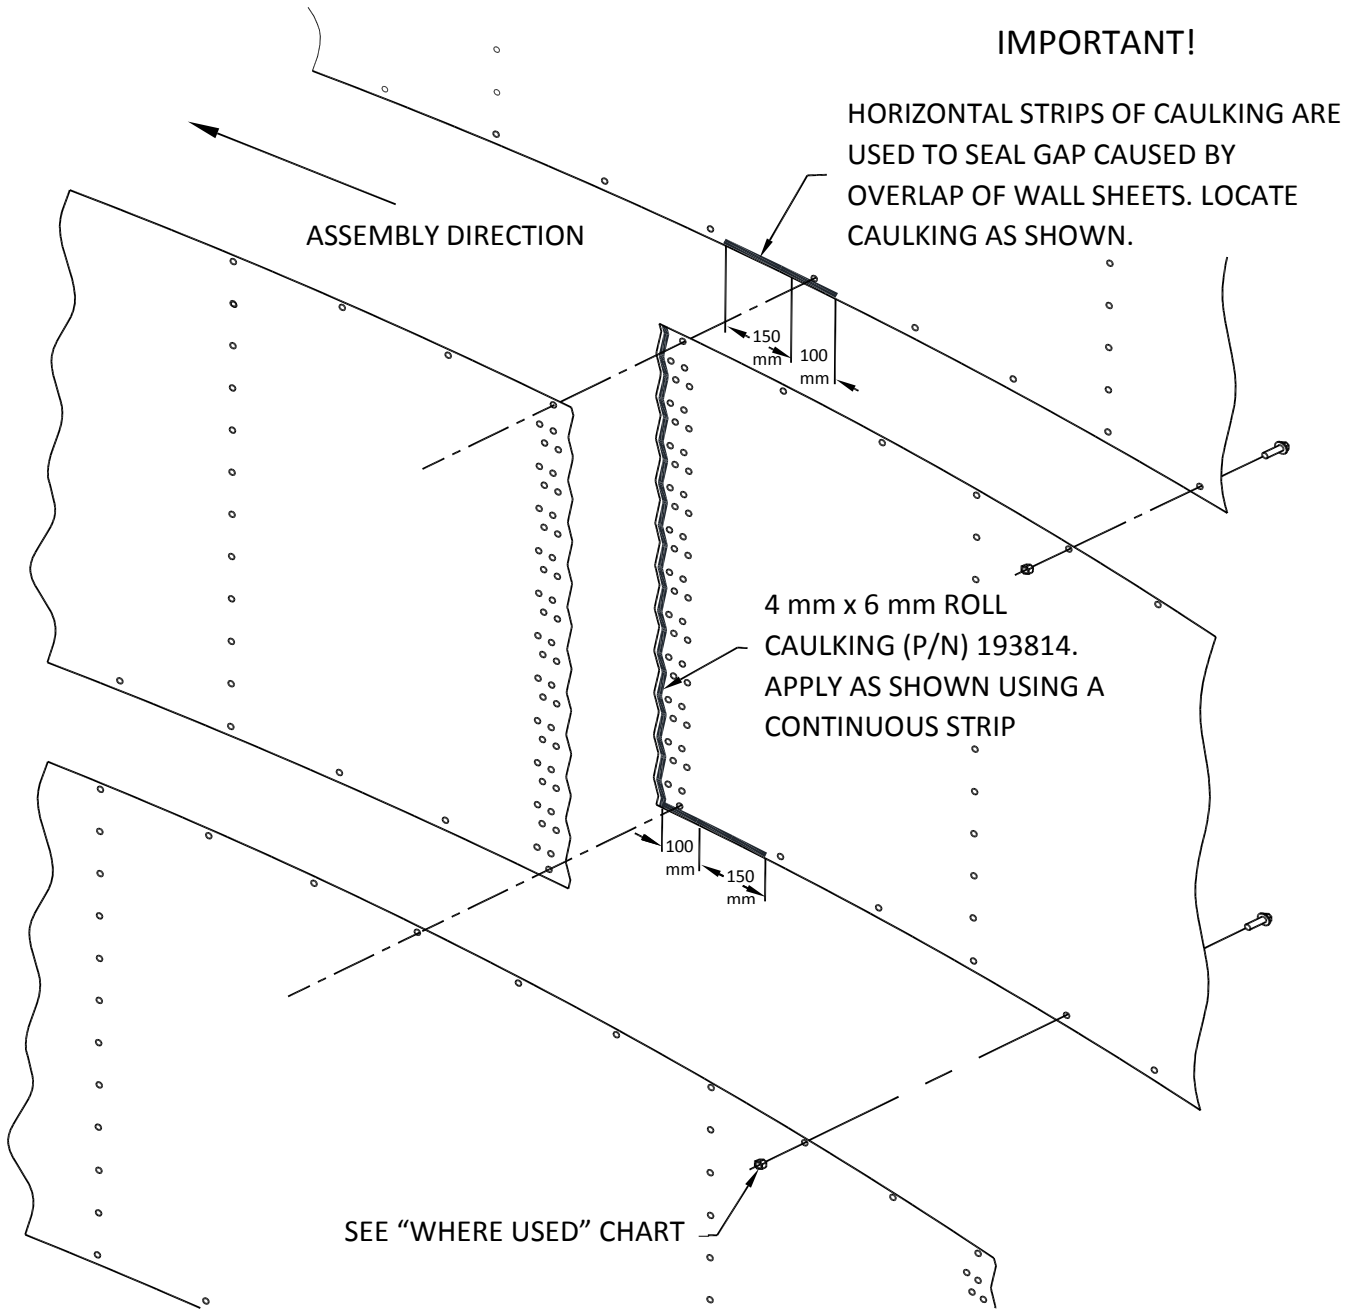 IMPORTANT!
HORIZONTAL STRIPS OF CAULKING ARE
USED TO SEAL GAP CAUSED BY
OVERLAP OF WALL SHEETS. LOCATE
CAULKING AS SHOWN.
ASSEMBLY DIRECTION
150
mm
100
mm
4 mm x 6 mm ROLL
CAULKING (P/N) 193814.
APPLY AS SHOWN USING A
CONTINUOUS STRIP
100
mm
150
mm
SEE “WHERE USED” CHART